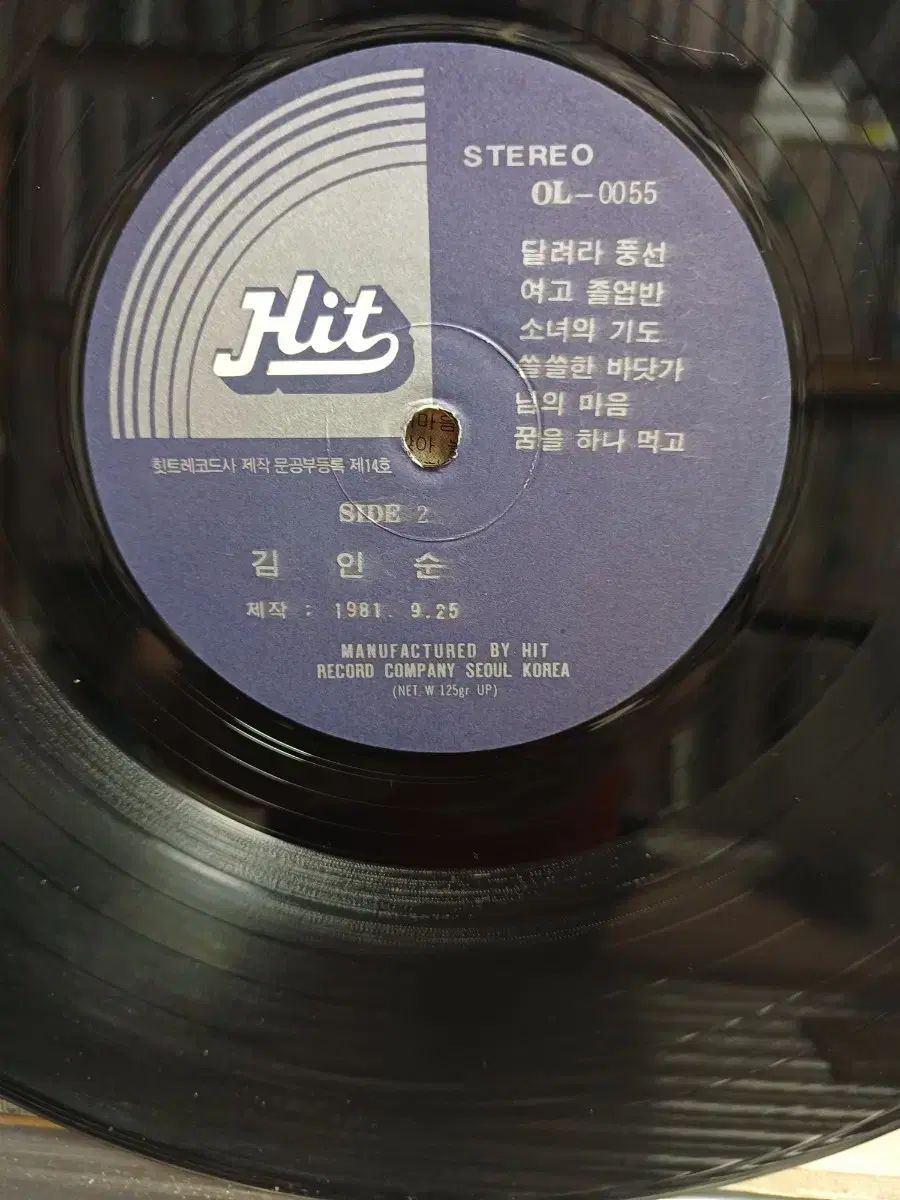 STEREO
OL-0055
달려라 풍선
여고 졸업반
소녀의 기도
쓸쓸한 바닷가
님의 마음
꿈을 하나 먹고
Hit
힛트레코드사 제작 문공부등록 제14호
SIDE 2
김 인 순
제작 : 1981. 9.25
MANUFACTURED BY HIT
RECORD COMPANY SEOUL KOREA
(NET. W 125gr UP)